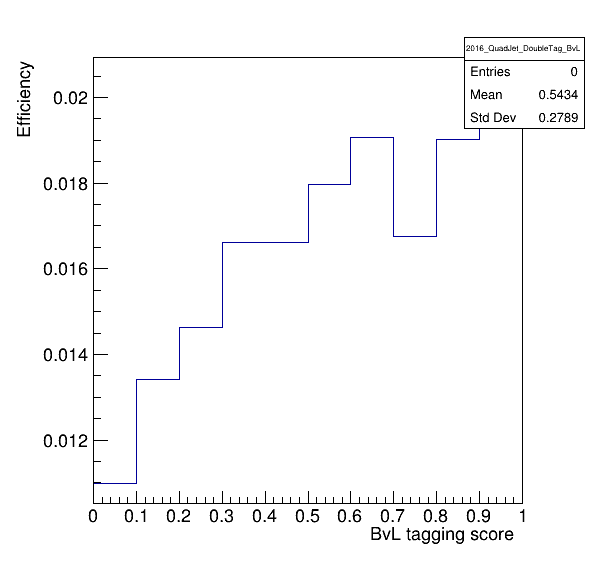 2016_QuadJet_DoubleTag_BvL
Entries 0
Mean 0.5434
Std Dev 0.2789
Efficiency
0.02
0.018
0.016
0.014
0.012
0 0.1 0.2 0.3 0.4 0.5 0.6 0.7 0.8 0.9 1
BvL tagging score